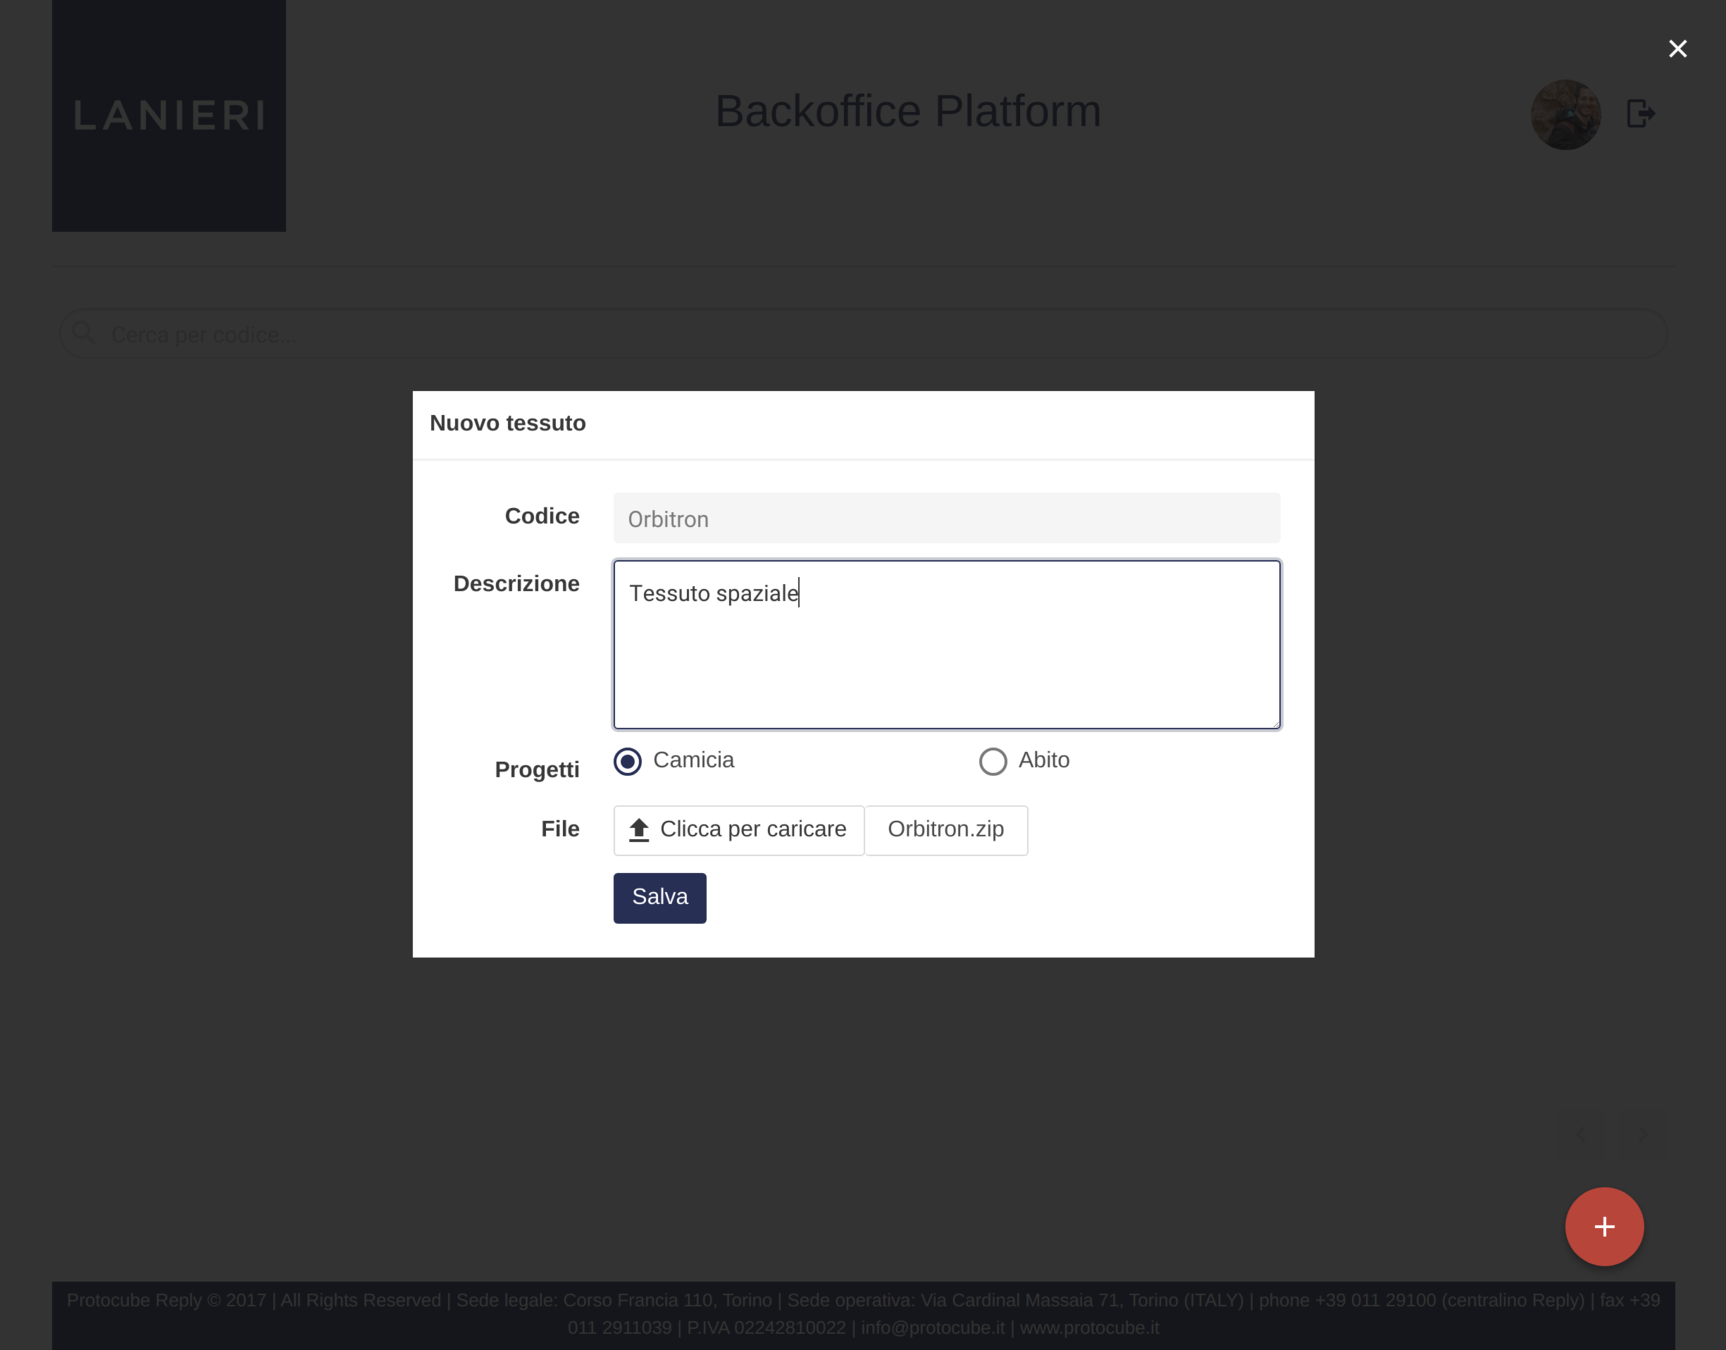 LANIERI
Backoffice Platform
Cerca per codice...
Nuovo tessuto
Codice
Orbitron
Descrizione
Tessuto spaziale
Progetti
Camicia
Abito
File
Clicca per caricare
Orbitron.zip
Salva
Protocube Reply © 2017 | All Rights Reserved | Sede legale: Corso Francia 110, Torino | Sede operativa: Via Cardinal Massaia 71, Torino (ITALY) | phone +39 011 29100 (centralino Reply) | fax +39
011 2911039 | P.IVA 02242810022 | info@protocube.it | www.protocube.it